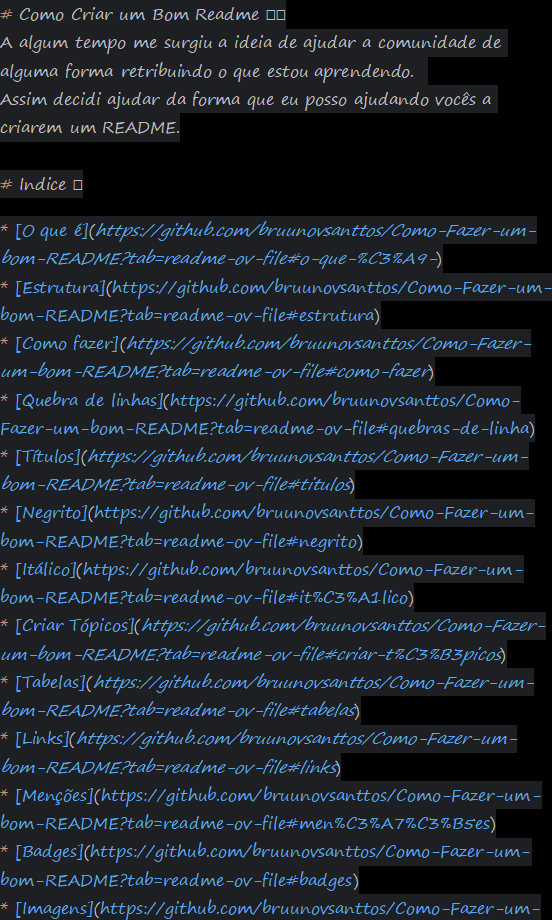 # Como Criar um Bom Readme
A algum tempo me surgiu a ideia de ajudar a comunidade de
alguma forma retribuindo o que estou aprendendo.
Assim decidi ajudar da forma que eu posso ajudando vocês a
criarem um README.
# Indice
* [O que é](https://github.com/bruunovsanttos/Como-Fazer-um-
bom-README?tab=readme-ov-file#o-que-%C3%A9-)
* [Estrutura](https://github.com/bruunovsanttos/Como-Fazer-um-
bom-README?tab=readme-ov-file#estrutura)
* [Como fazer](https://github.com/bruunovsanttos/Como-Fazer-
um-bom-README?tab=readme-ov-file#como-fazer)
* [Quebra de linhas](https://github.com/bruunovsanttos/Como-
Fazer-um-bom-README?tab=readme-ov-file#quebras-de-linha)
* [Títulos](https://github.com/bruunovsanttos/Como-Fazer-um-
bom-README?tab=readme-ov-file#titulos)
* [Negrito](https://github.com/bruunovsanttos/Como-Fazer-um-
bom-README?tab=readme-ov-file#negrito)
* [Itálico](https://github.com/bruunovsanttos/Como-Fazer-um-
bom-README?tab=readme-ov-file#it%C3%A1lico)
* [Criar Tópicos](https://github.com/bruunovsanttos/Como-Fazer-
um-bom-README?tab=readme-ov-file#criar-t%C3%B3picos)
* [Tabelas](https://github.com/bruunovsanttos/Como-Fazer-um-
bom-README?tab=readme-ov-file#tabelas)
* [Links](https://github.com/bruunovsanttos/Como-Fazer-um-
bom-README?tab=readme-ov-file#links)
* [Menções](https://github.com/bruunovsanttos/Como-Fazer-um-
bom-README?tab=readme-ov-file#men%C3%A7%C3%B5es)
* [Badges](https://github.com/bruunovsanttos/Como-Fazer-um-
bom-README?tab=readme-ov-file#badges)
* [Imagens](https://github.com/bruunovsanttos/Como-Fazer-um-